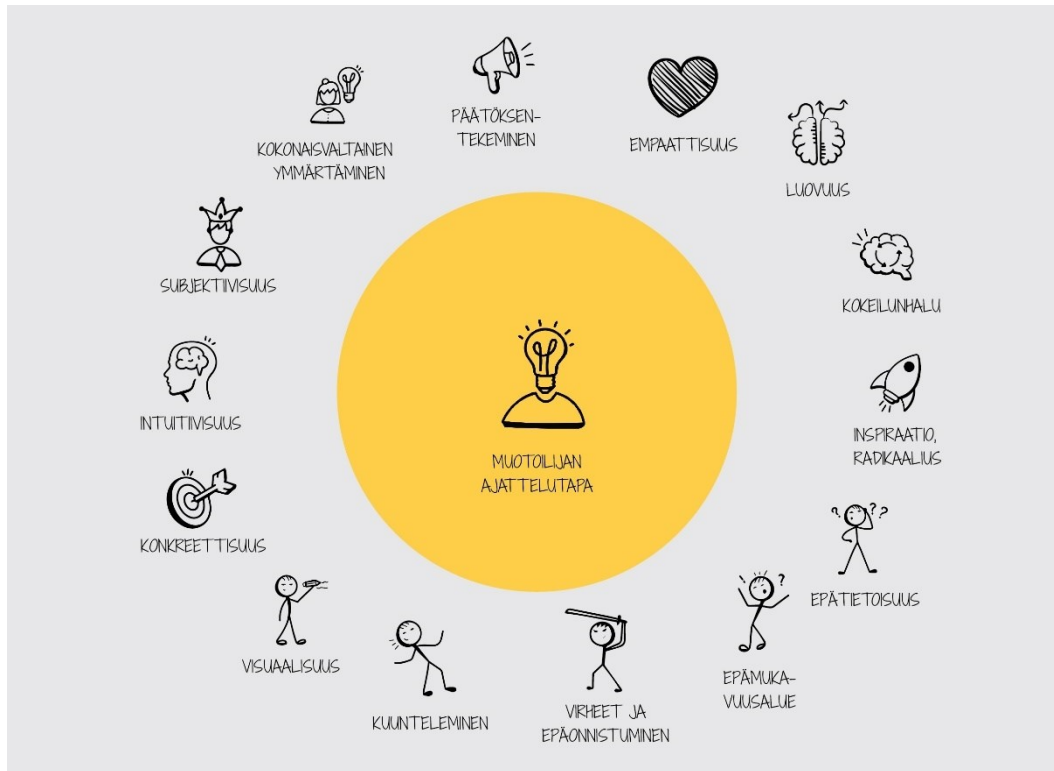 PÄÄTÖKSEN-
TEKEMINEN
EMPAATTISUUS
LUOVUUS
KOKEILUNHALU
INSPIRAATIO,
RADIKAALIUS
EPÄTIETOISUUS
EPÄMUKA-
VUUSALUE
VIRHEET JA
EPÄONNISTUMINEN
KUUNTELEMINEN
VISUAALISUUS
KONKREETTISUUS
INTUITIIVISUUS
SUBJEKTIIVISUUS
KOKONAISVALTAINEN
YMMÄRTÄMINEN
MUOTOILIJAN
AJATTELUTAPA